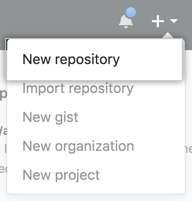 New repository
Import repository
New gist
New organization
New project